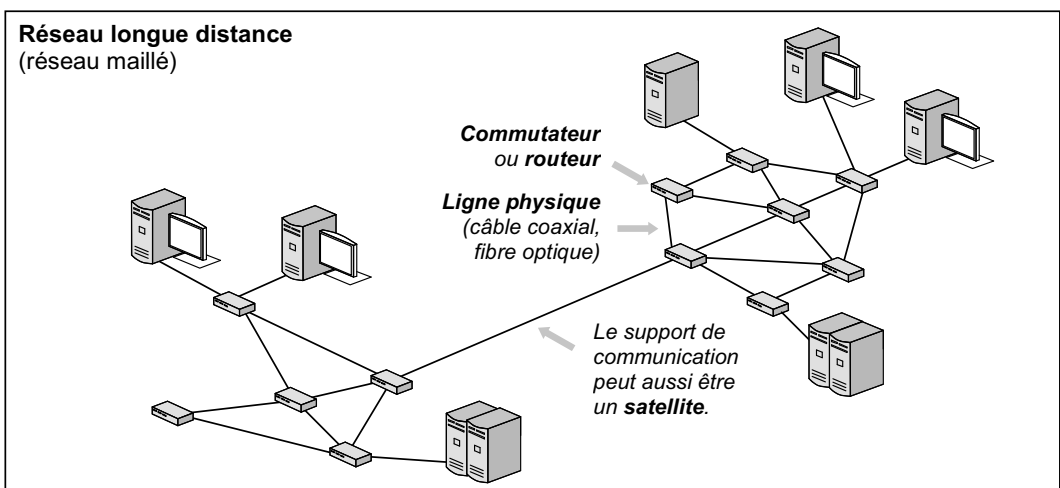 Réseau longue distance
(réseau maillé)
Commutateur
ou routeur
Ligne physique
(câble coaxial,
fibre optique)
Le support de
communication
peut aussi être
un satellite.